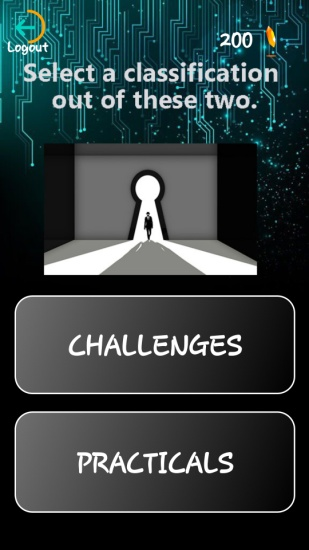 200
Logout
Select a classification
out of these two.
CHALLENGES
PRACTICALS